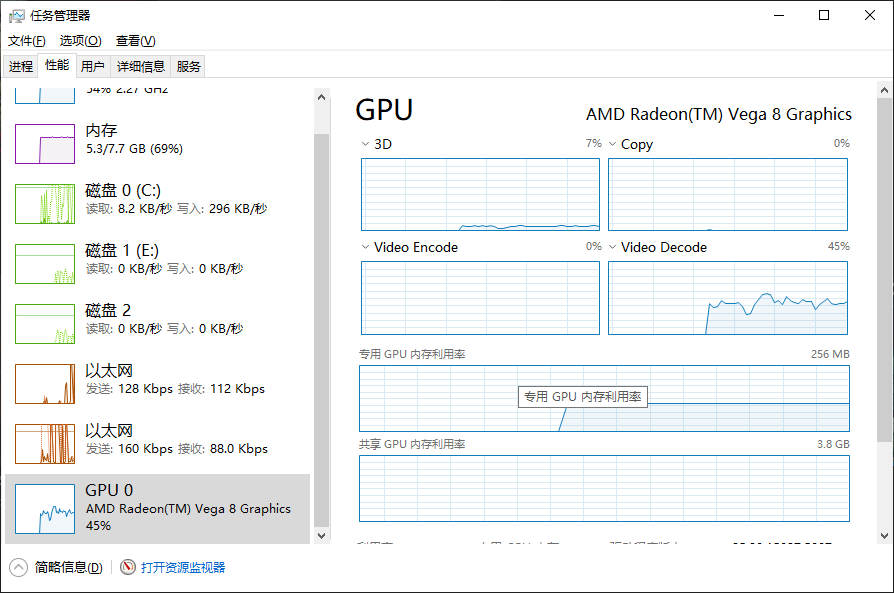 任务管理器
文件(F) 选项(O) 查看(V)
进程 性能 用户 详细信息 服务
54% 2.27 GHz
内存
5.3/7.7 GB (69%)
磁盘 0 (C:)
读取: 8.2 KB/秒 写入: 296 KB/秒
磁盘 1 (E:)
读取: 0 KB/秒 写入: 0 KB/秒
磁盘 2
读取: 0 KB/秒 写入: 0 KB/秒
以太网
发送: 128 Kbps 接收: 112 Kbps
以太网
发送: 160 Kbps 接收: 88.0 Kbps
GPU 0
AMD Radeon(TM) Vega 8 Graphics
45%
GPU
AMD Radeon(TM) Vega 8 Graphics
3D 7%
Copy 0%
Video Encode 0%
Video Decode 45%
专用 GPU 内存利用率 256 MB
专用 GPU 内存利用率
共享 GPU 内存利用率 3.8 GB
简略信息(D)
打开资源监视器